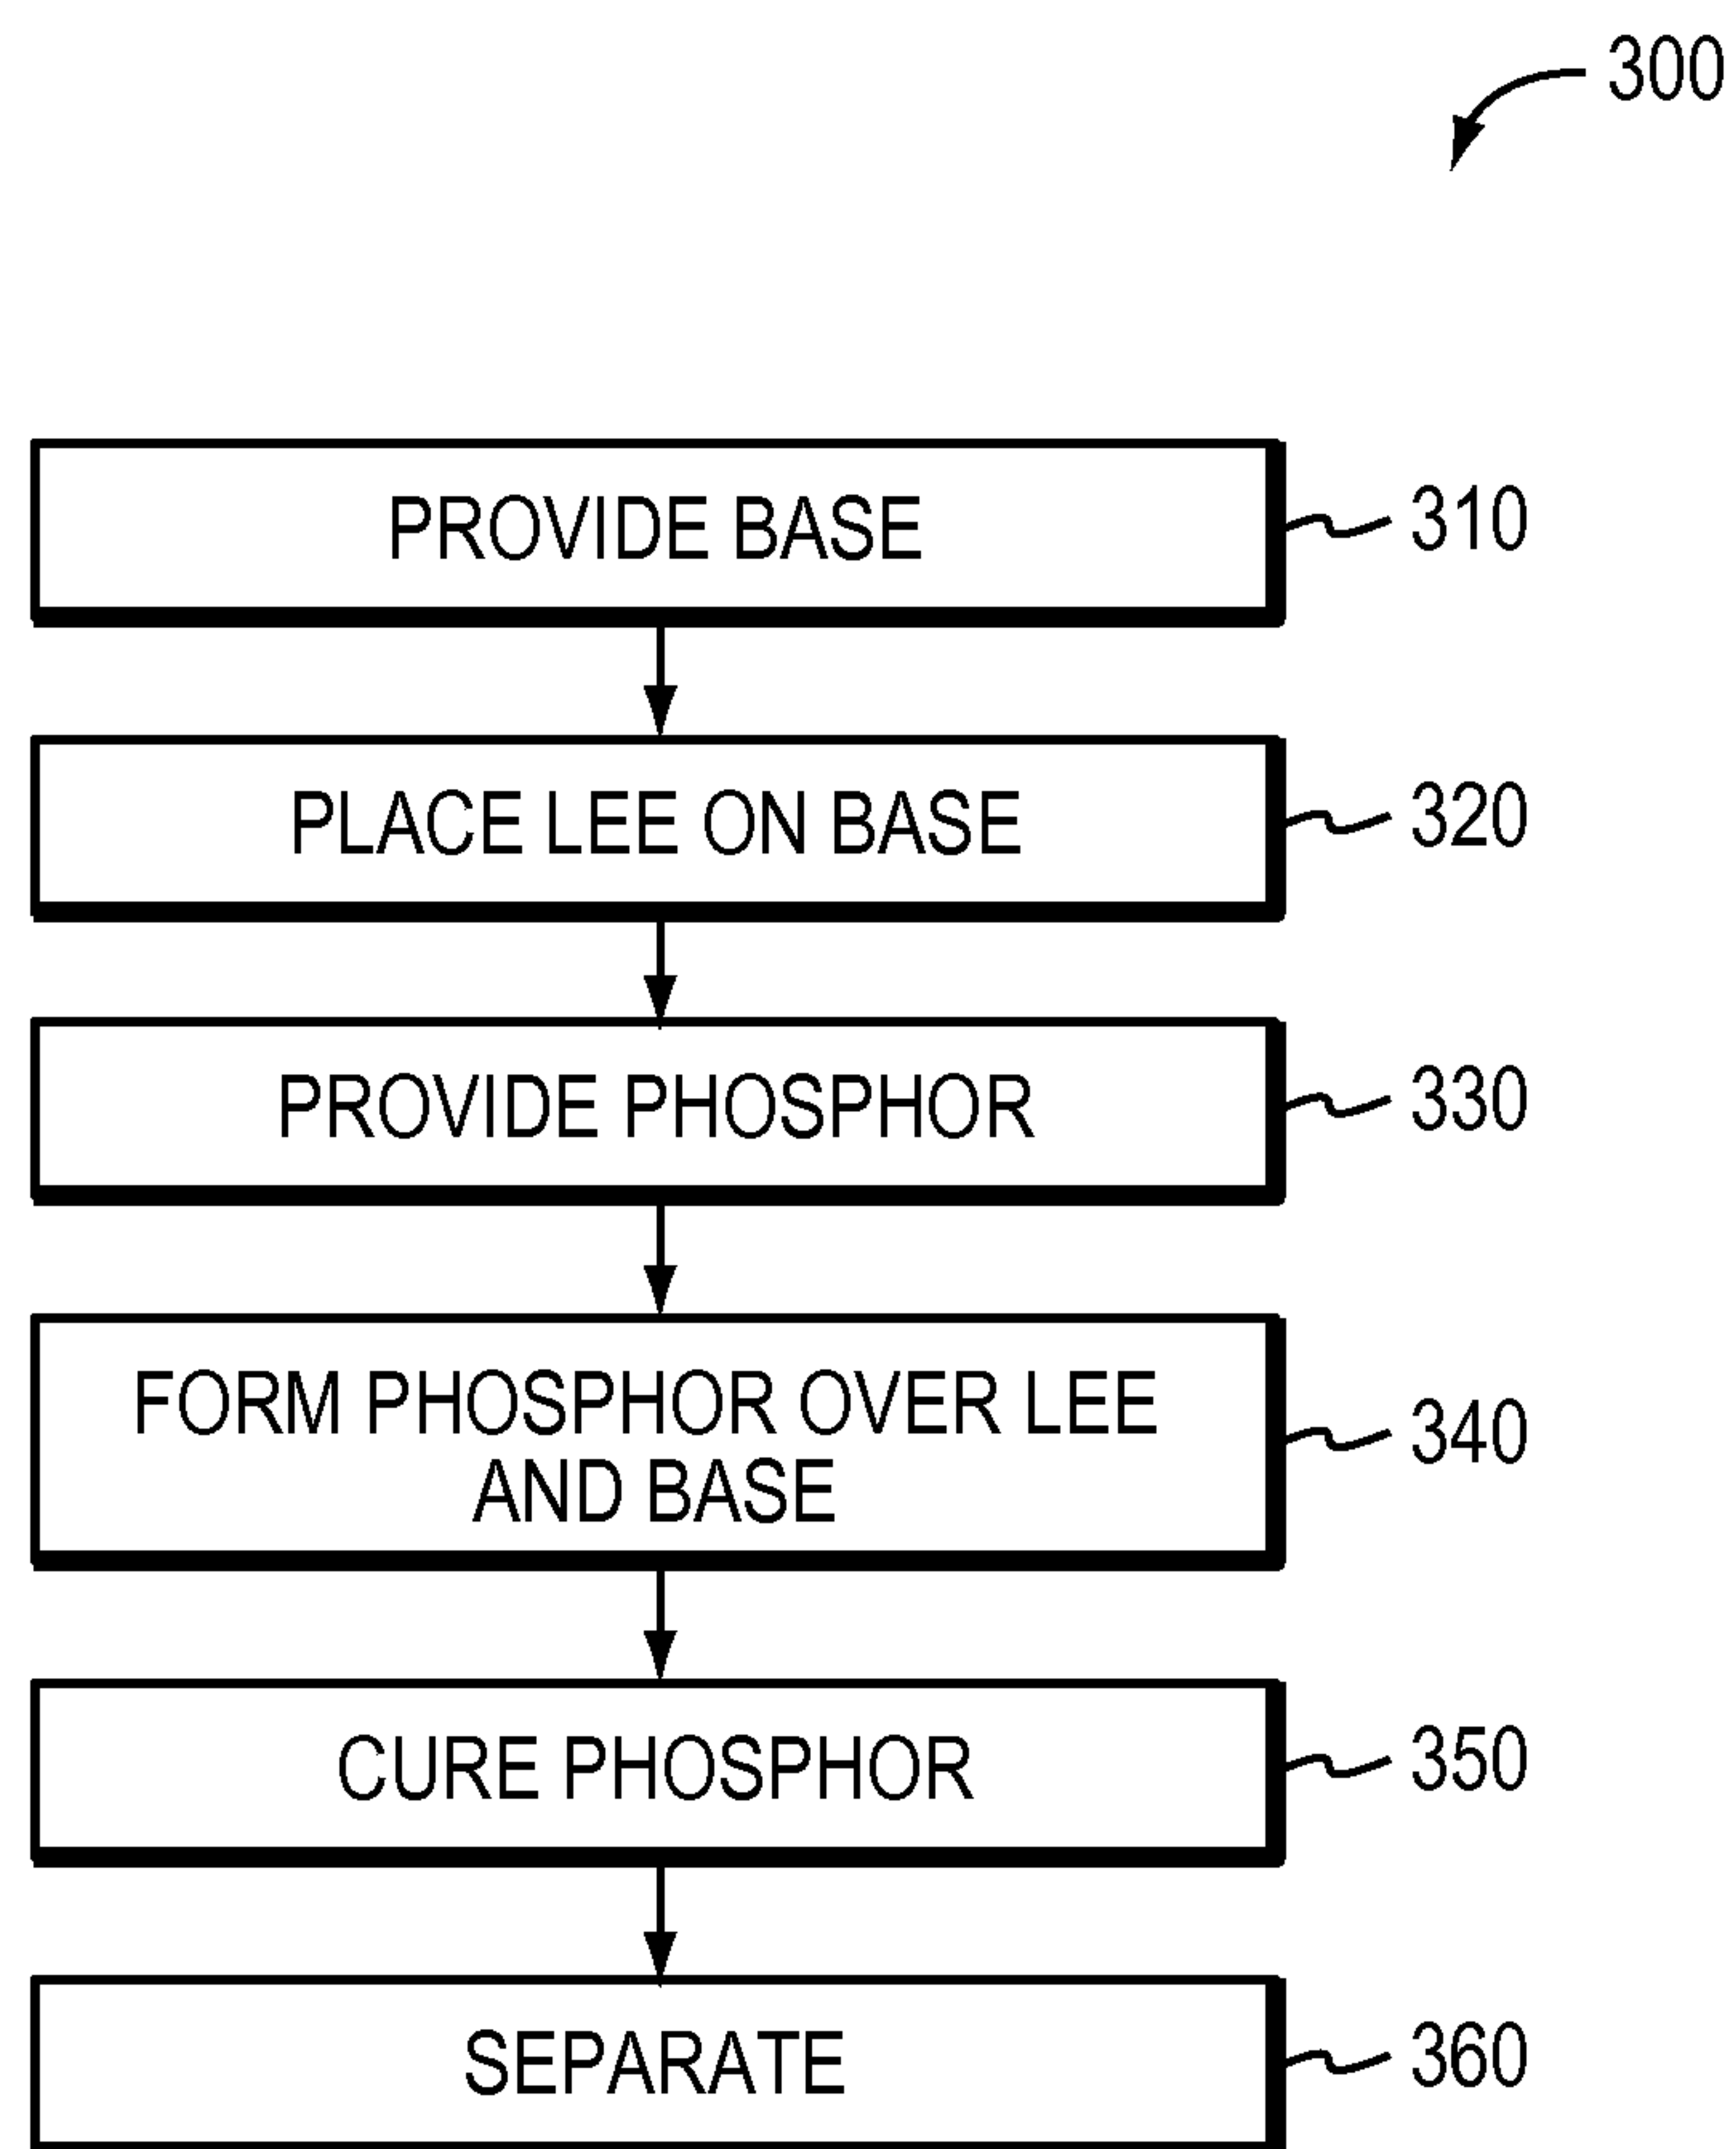 300
PROVIDE BASE
310
PLACE LEE ON BASE
320
PROVIDE PHOSPHOR
330
FORM PHOSPHOR OVER LEE
AND BASE
340
CURE PHOSPHOR
350
SEPARATE
360